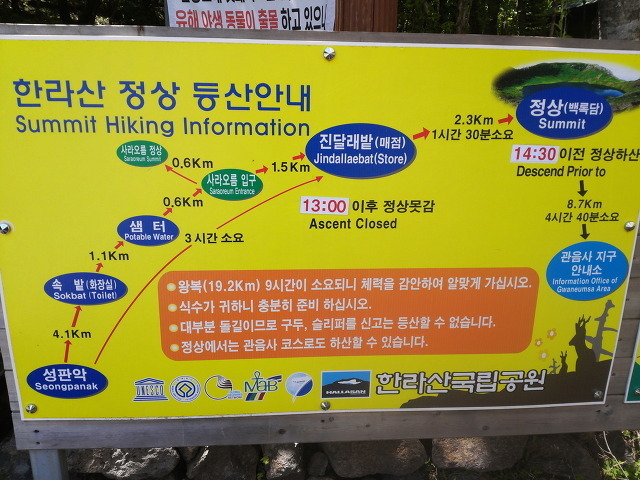 유해 야생 동물이 출몰 하고 있으니
한라산 정상 등산안내
Summit Hiking Information
정상 (백록담)
Summit
2.3Km
1시간 30분소요
진달래밭 (매점)
Jindallaebat(Store)
사라오름 정상
Saraoreum Summit
0.6Km
1.5Km
사라오름 입구
Saraoreum Entrance
14:30 이전 정상하산
Descend Prior to
0.6Km
13:00 이후 정상못감
Ascent Closed
8.7Km
4시간 40분소요
샘 터
Potable Water
3시간 소요
1.1Km
관음사 지구
안내소
Information Office of
Gwaneumsa Area
속 밭 (화장실)
Sokbat (Toilet)
왕복(19.2Km) 9시간이 소요되니 체력을 감안하여 알맞게 가십시오.
식수가 귀하니 충분히 준비 하십시오.
대부분 돌길이므로 구두, 슬리퍼를 신고는 등산할 수 없습니다.
정상에서는 관음사 코스로도 하산할 수 있습니다.
4.1Km
성판악
Seongpanak
UNESCO
MAB
HALLASAN
한라산국립공원